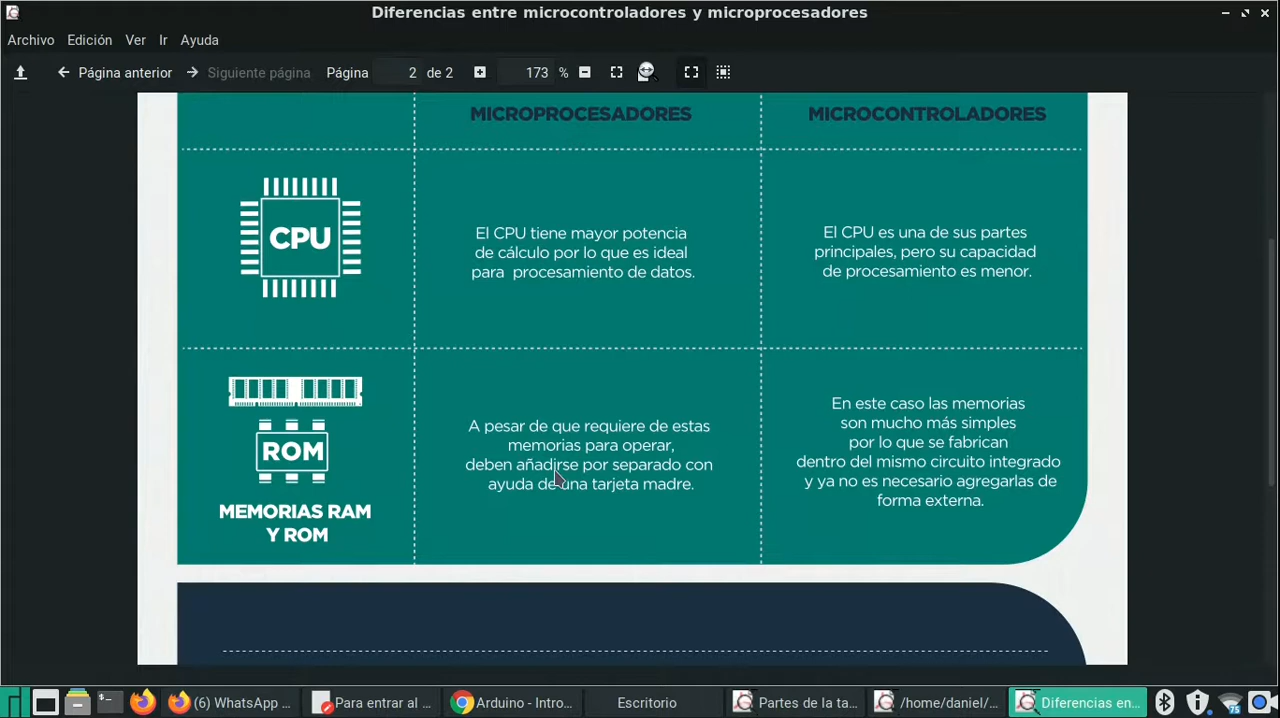 Diferencias entre microcontroladores y microprocesadores
Archivo Edición Ver Ir Ayuda
Página anterior Siguiente página Página 2 de 2 173 %
MICROPROCESADORES MICROCONTROLADORES
CPU
El CPU tiene mayor potencia
de cálculo por lo que es ideal
para procesamiento de datos.
El CPU es una de sus partes
principales, pero su capacidad
de procesamiento es menor.
ROM
MEMORIAS RAM
Y ROM
A pesar de que requiere de estas
memorias para operar,
deben añadirse por separado con
ayuda de una tarjeta madre.
En este caso las memorias
son mucho más simples
por lo que se fabrican
dentro del mismo circuito integrado
y ya no es necesario agregarlas de
forma externa.
(6) WhatsApp ... Para entrar al ... Arduino - Intro... Escritorio Partes de la ta... /home/daniel/... Diferencias en... 75